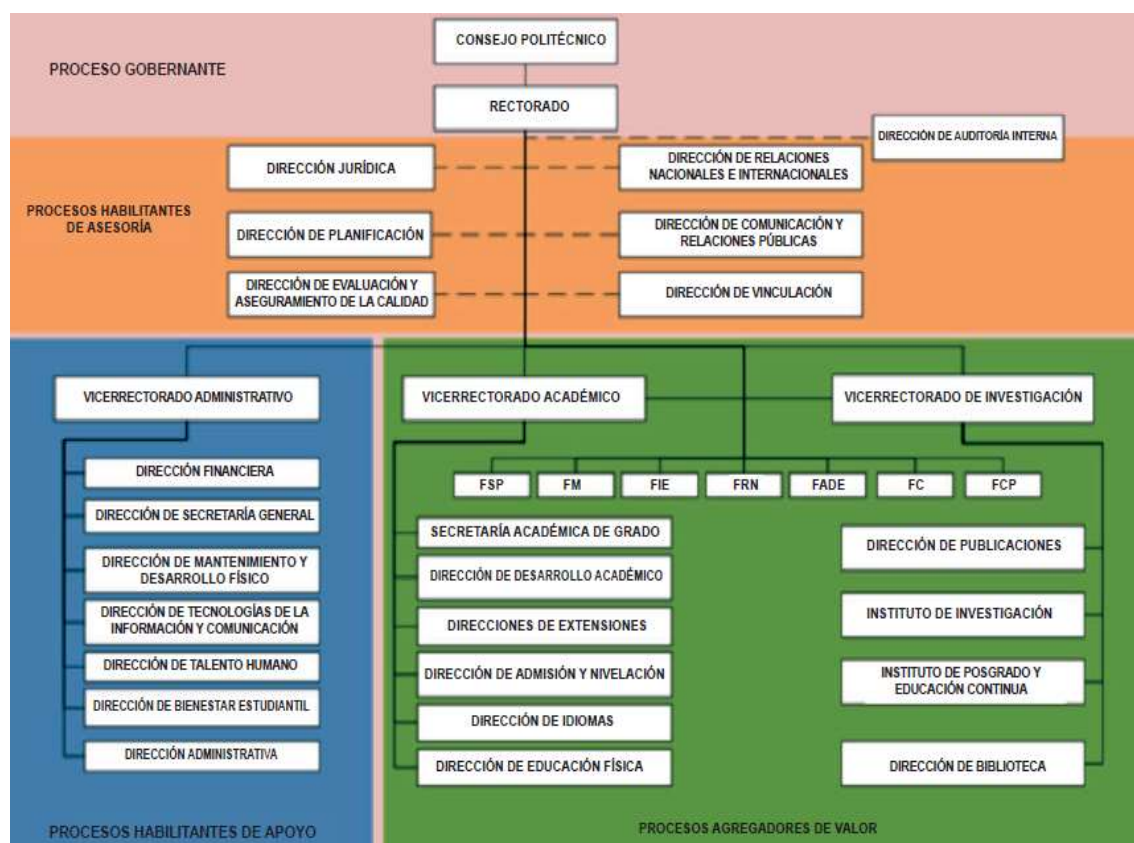 CONSEJO POLITÉCNICO
PROCESO GOBERNANTE
RECTORADO
DIRECCIÓN DE AUDITORÍA INTERNA
DIRECCIÓN JURÍDICA
DIRECCIÓN DE RELACIONES
NACIONALES E INTERNACIONALES
PROCESOS HABILITANTES
DE ASESORÍA
DIRECCIÓN DE PLANIFICACIÓN
DIRECCIÓN DE COMUNICACIÓN Y
RELACIONES PÚBLICAS
DIRECCIÓN DE EVALUACIÓN Y
ASEGURAMIENTO DE LA CALIDAD
DIRECCIÓN DE VINCULACIÓN
VICERRECTORADO ADMINISTRATIVO
VICERRECTORADO ACADÉMICO
VICERRECTORADO DE INVESTIGACIÓN
DIRECCIÓN FINANCIERA
DIRECCIÓN DE SECRETARÍA GENERAL
DIRECCIÓN DE MANTENIMIENTO Y
DESARROLLO FÍSICO
DIRECCIÓN DE TECNOLOGÍAS DE LA
INFORMACIÓN Y COMUNICACIÓN
DIRECCIÓN DE TALENTO HUMANO
DIRECCIÓN DE BIENESTAR ESTUDIANTIL
DIRECCIÓN ADMINISTRATIVA
FSP
FM
FIE
FRN
FADE
FC
FCP
SECRETARÍA ACADÉMICA DE GRADO
DIRECCIÓN DE DESARROLLO ACADÉMICO
DIRECCIONES DE EXTENSIONES
DIRECCIÓN DE ADMISIÓN Y NIVELACIÓN
DIRECCIÓN DE IDIOMAS
DIRECCIÓN DE EDUCACIÓN FÍSICA
DIRECCIÓN DE PUBLICACIONES
INSTITUTO DE INVESTIGACIÓN
INSTITUTO DE POSGRADO Y
EDUCACIÓN CONTINUA
DIRECCIÓN DE BIBLIOTECA
PROCESOS HABILITANTES DE APOYO
PROCESOS AGREGADORES DE VALOR